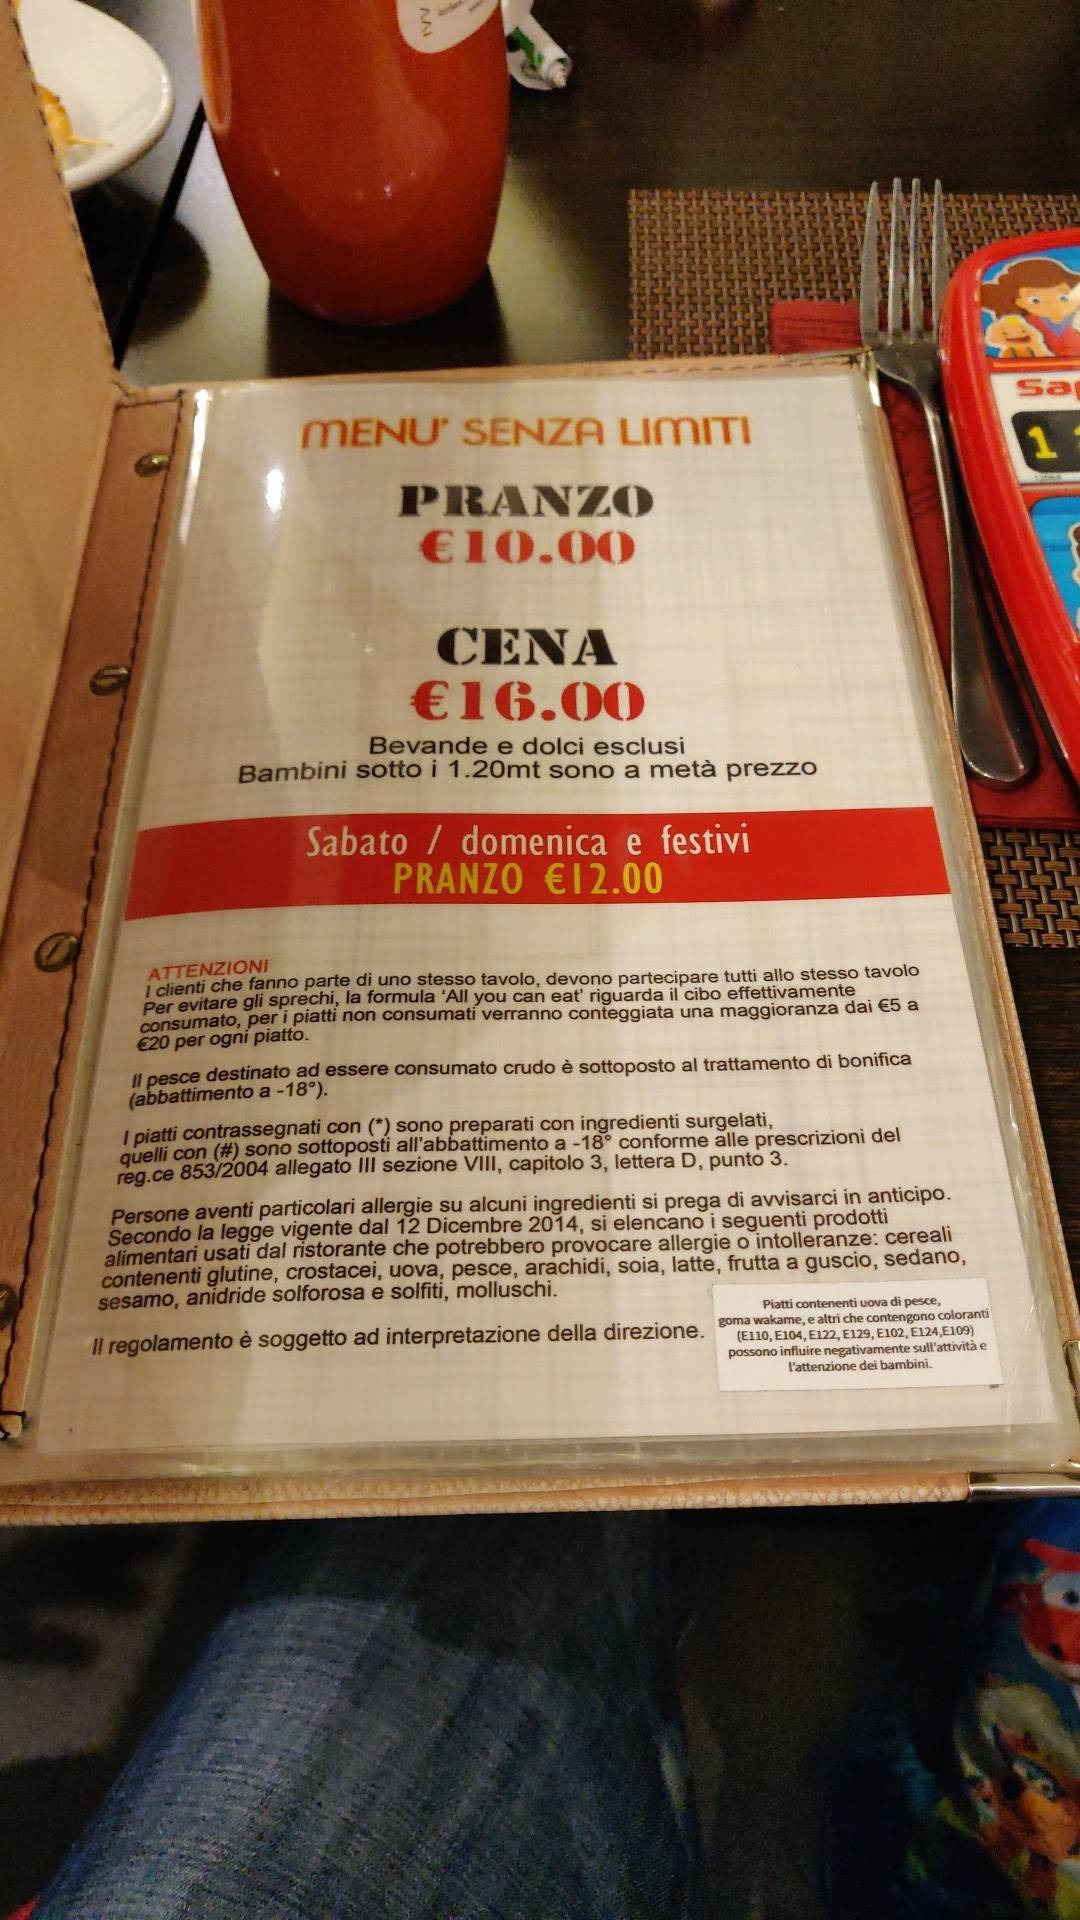 MENU' SENZA LIMITI
PRANZO
€10.00
CENA
€16.00
Bevande e dolci esclusi
Bambini sotto i 1.20mt sono a metà prezzo
Sabato / domenica e festivi
PRANZO €12.00
ATTENZIONI
I clienti che fanno parte di uno stesso tavolo, devono partecipare tutti allo stesso tavolo
Per evitare gli sprechi, la formula 'All you can eat' riguarda il cibo effettivamente
consumato, per i piatti non consumati verranno conteggiata una maggioranza dai €5 a
€20 per ogni piatto.
Il pesce destinato ad essere consumato crudo è sottoposto al trattamento di bonifica
(abbattimento a -18°).
I piatti contrassegnati con (*) sono preparati con ingredienti surgelati,
quelli con (#) sono sottoposti all'abbattimento a -18° conforme alle prescrizioni del
reg.ce 853/2004 allegato III sezione VIII, capitolo 3, lettera D, punto 3.
Persone aventi particolari allergie su alcuni ingredienti si prega di avvisarci in anticipo.
Secondo la legge vigente dal 12 Dicembre 2014, si elencano i seguenti prodotti
alimentari usati dal ristorante che potrebbero provocare allergie o intolleranze: cereali
contenenti glutine, crostacei, uova, pesce, arachidi, soia, latte, frutta a guscio, sedano,
sesamo, anidride solforosa e solfiti, molluschi.
Il regolamento è soggetto ad interpretazione della direzione.
Piatti contenenti uova di pesce,
goma wakame, e altri che contengono coloranti
(E110, E104, E122, E129, E102, E124,E109)
possono influire negativamente sull'attività e
l'attenzione dei bambini.
Sap
1